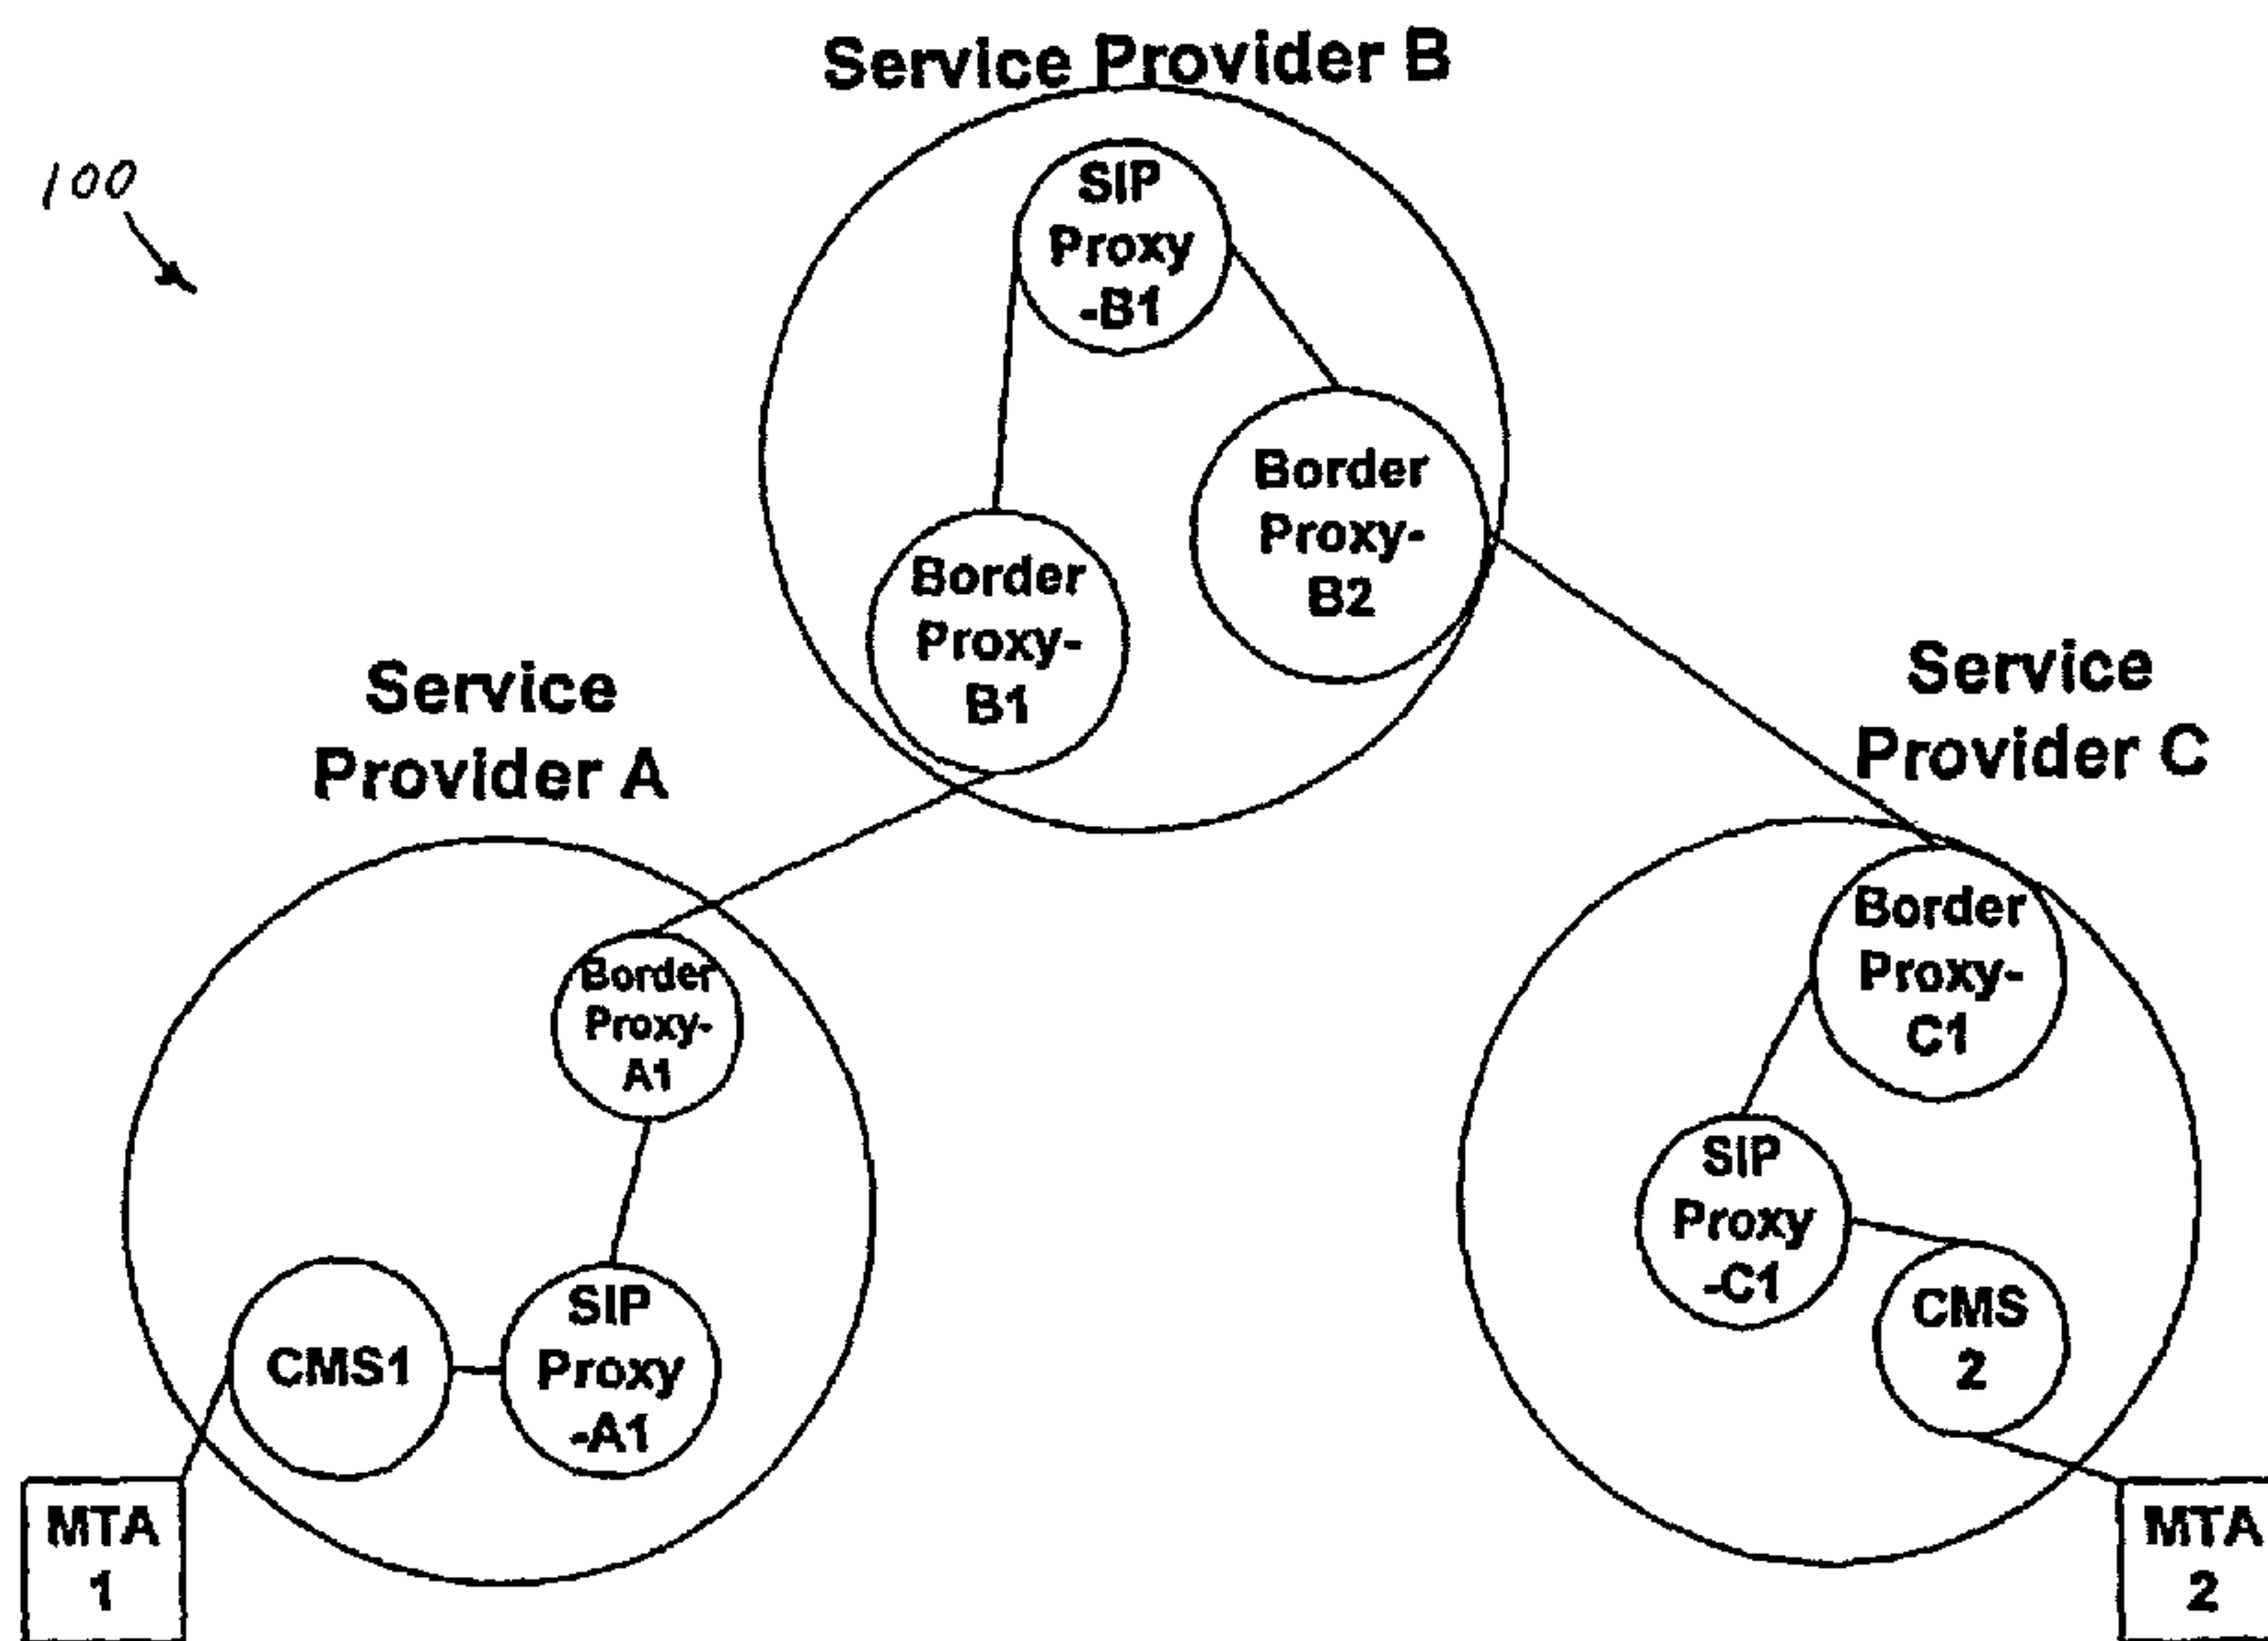 Service Provider B
100
SIP
Proxy
-B1
Border
Proxy-
B2
Border
Proxy-
B1
Service
Provider A
Service
Provider C
Border
Proxy-
A1
Border
Proxy-
C1
SIP
Proxy
-C1
CMS1
SIP
Proxy
-A1
CMS
2
MTA
1
MTA
2